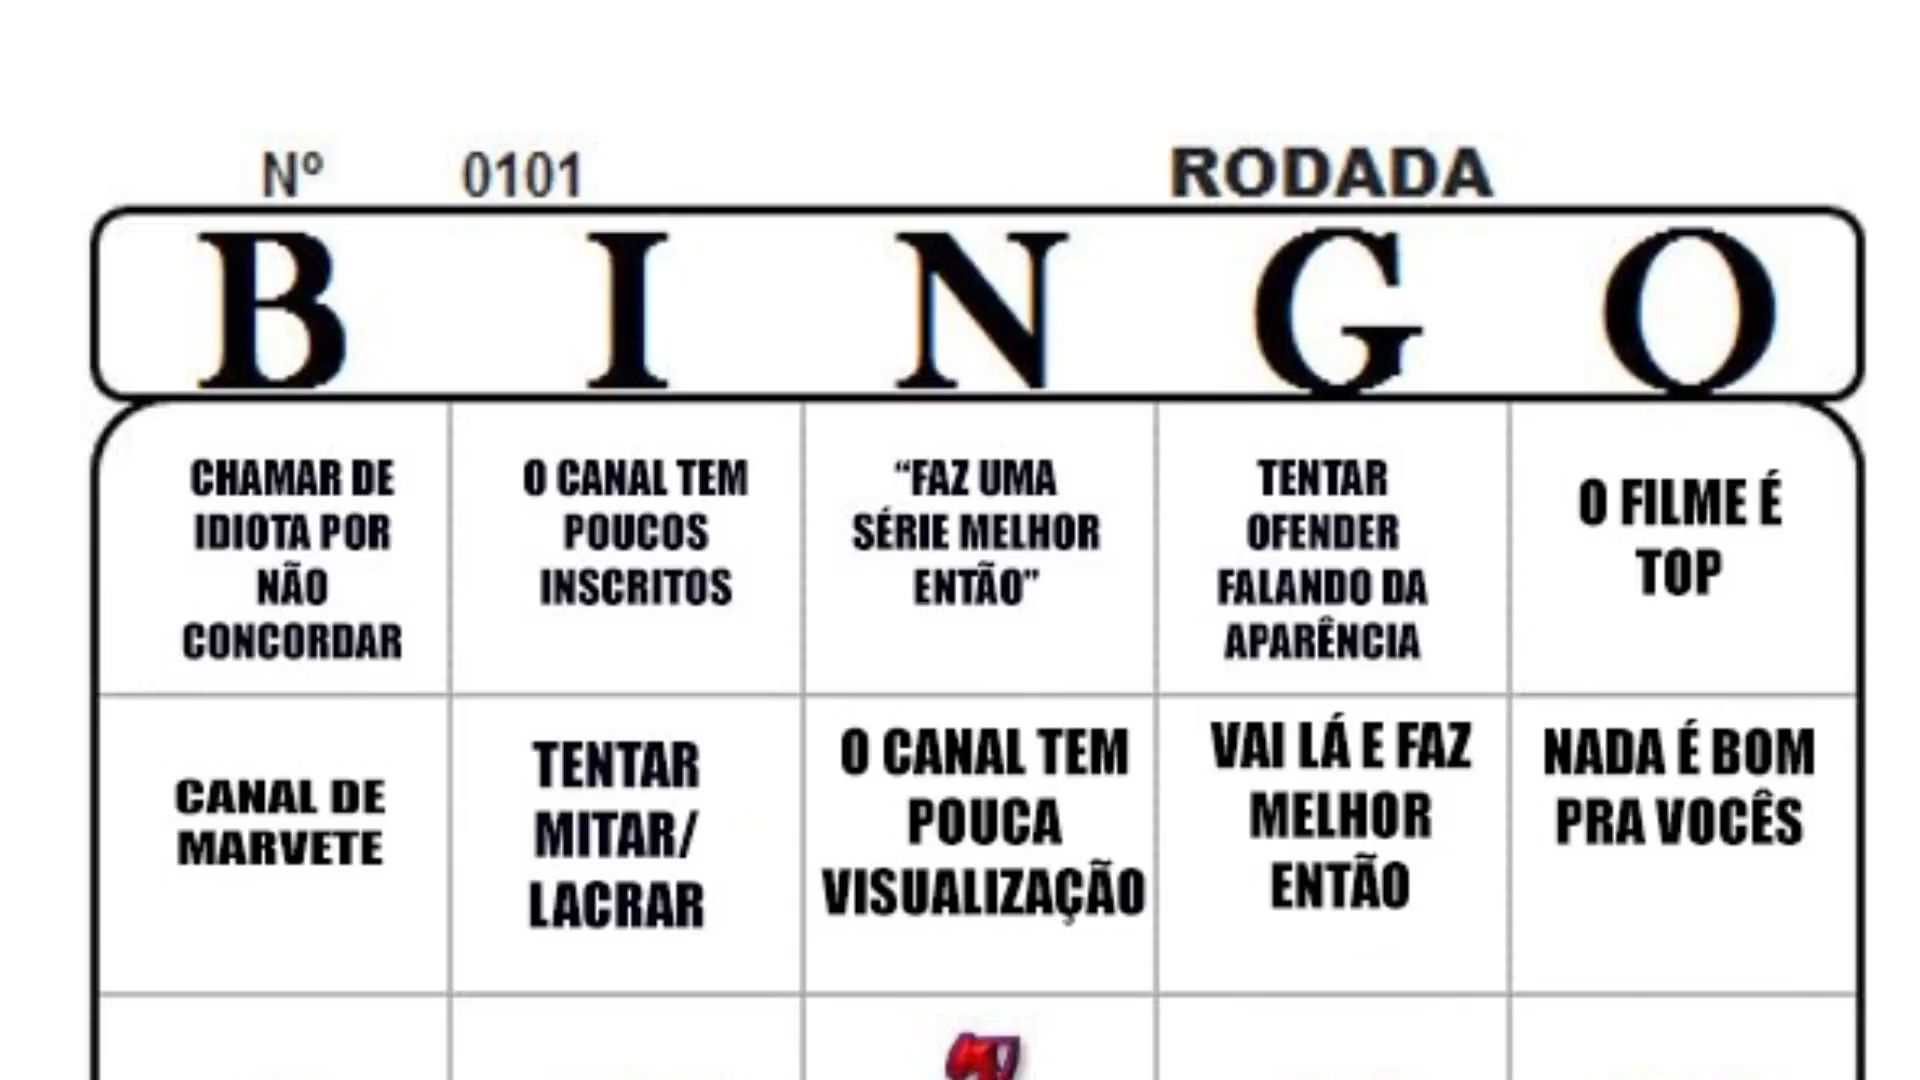 Nº 0101 RODADA
B I N G O
CHAMAR DE
IDIOTA POR
NÃO
CONCORDAR
O CANAL TEM
POUCOS
INSCRITOS
“FAZ UMA
SÉRIE MELHOR
ENTÃO”
TENTAR
OFENDER
FALANDO DA
APARÊNCIA
O FILME É
TOP
CANAL DE
MARVETE
TENTAR
MITAR/
LACRAR
O CANAL TEM
POUCA
VISUALIZAÇÃO
VAI LÁ E FAZ
MELHOR
ENTÃO
NADA É BOM
PRA VOCÊS